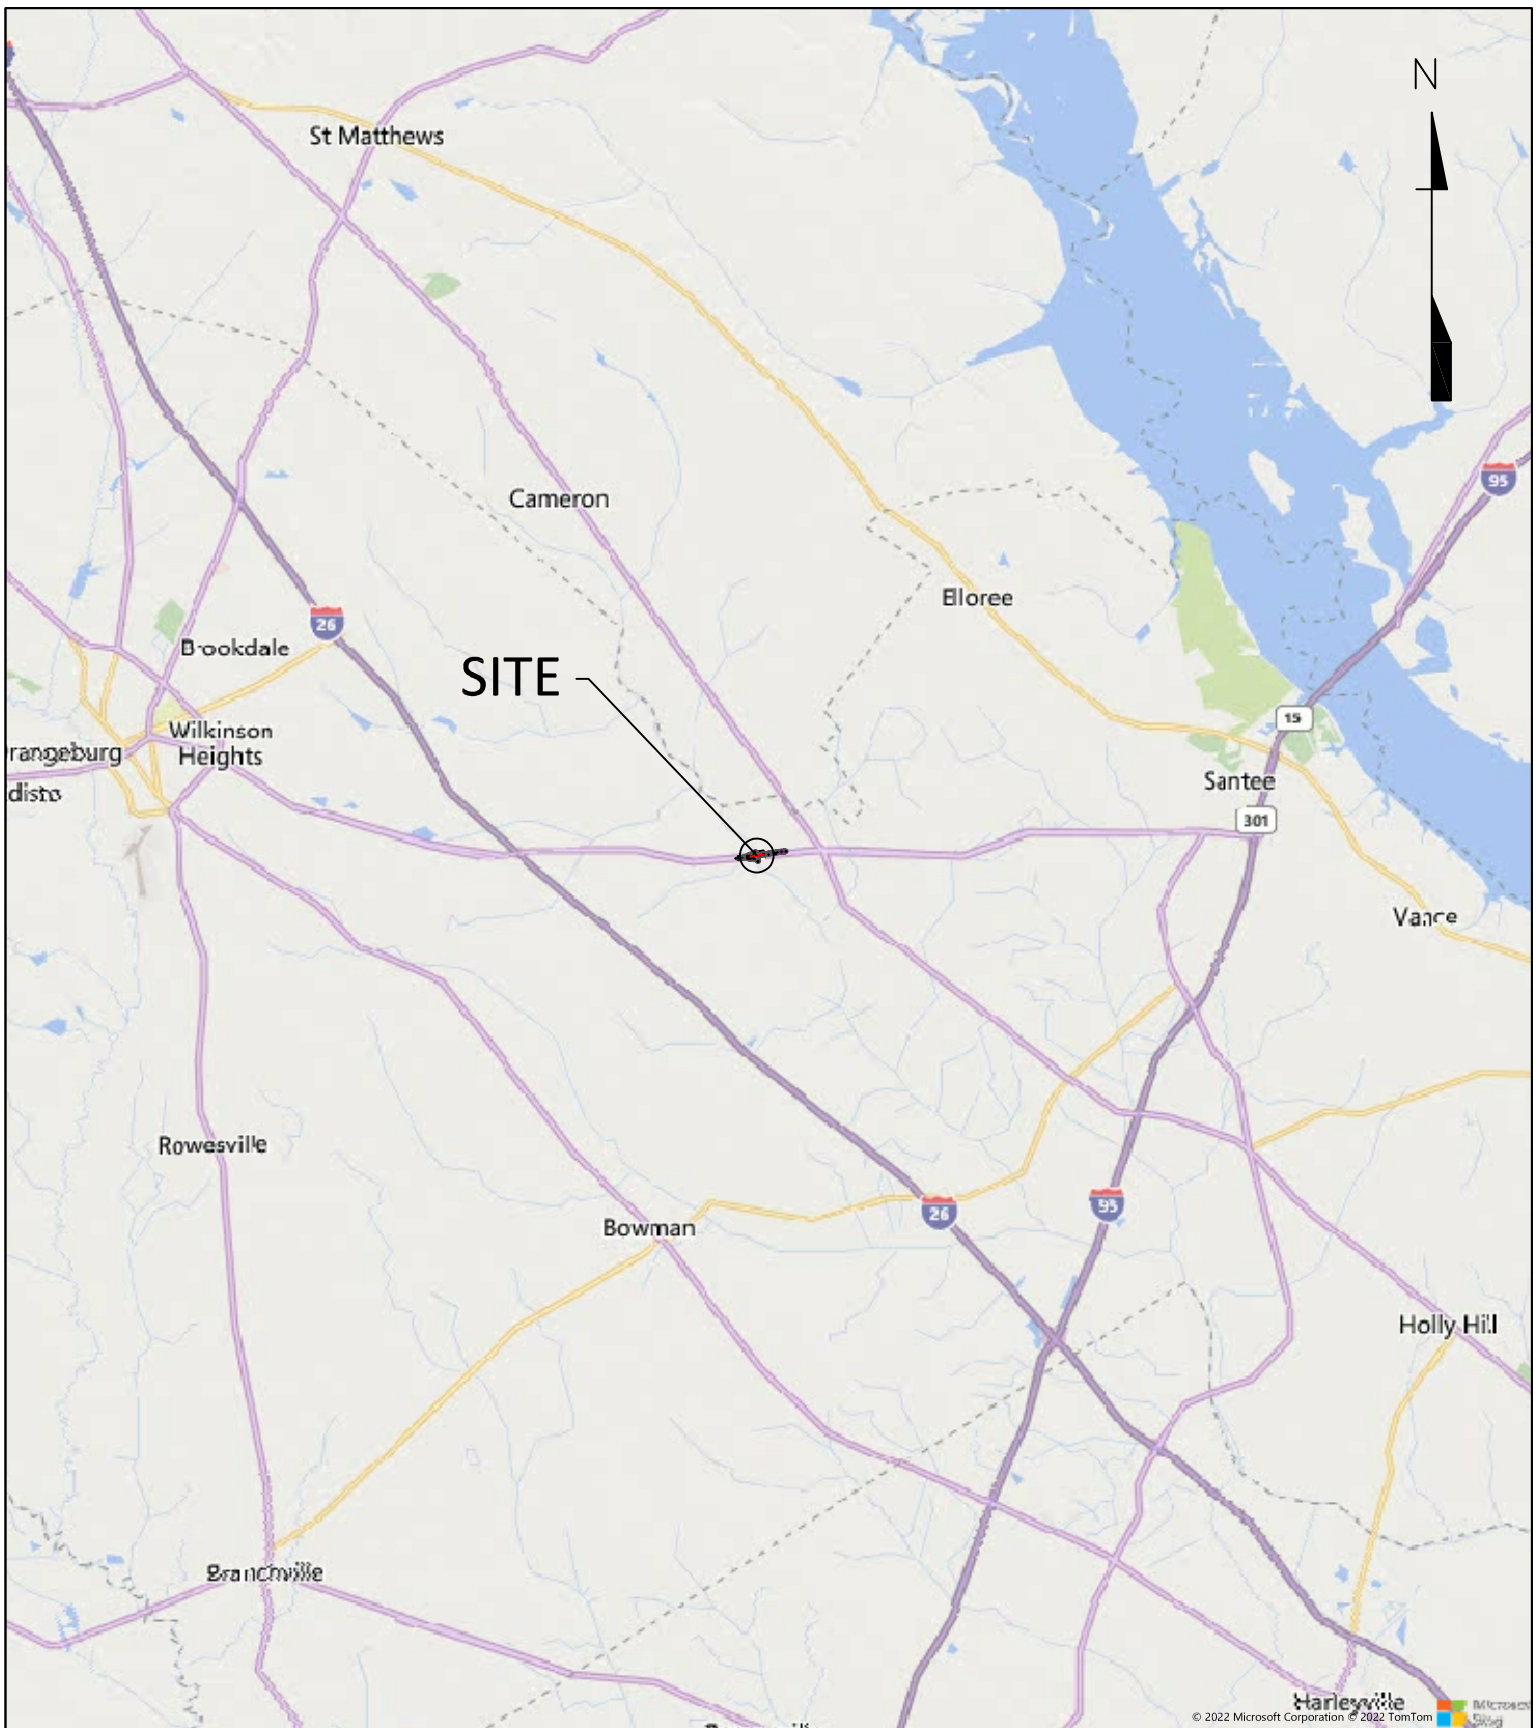 N
St Matthews
95
Cameron
Elloree
26
Brookdale
SITE
15
Wilkinson
Heights
rangeburg
Santee
disto
301
Vance
Rowesville
95
26
Bowman
Holly Hill
Branchville
Harleyville
© 2022 Microsoft Corporation © 2022 TomTom